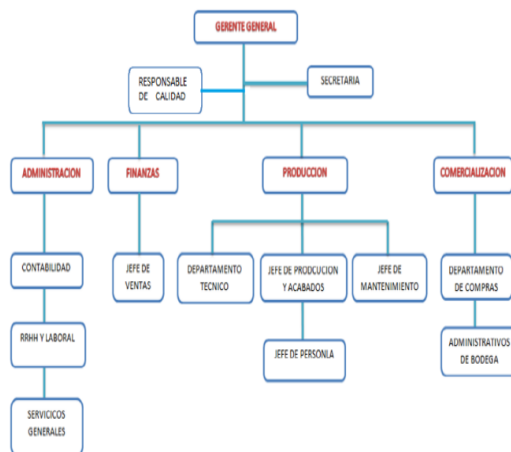 GERENTE GENERAL
RESPONSABLE
DE CALIDAD
SECRETARIA
ADMINISTRACION
FINANZAS
PRODUCCION
COMERCIALIZACION
CONTABILIDAD
JEFE DE
VENTAS
DEPARTAMENTO
TECNICO
JEFE DE PRODCUCION
Y ACABADOS
JEFE DE
MANTENIMIENTO
DEPARTAMENTO
DE COMPRAS
RRHH Y LABORAL
JEFE DE PERSONLA
ADMINISTRATIVOS
DE BODEGA
SERVICICOS
GENERALES